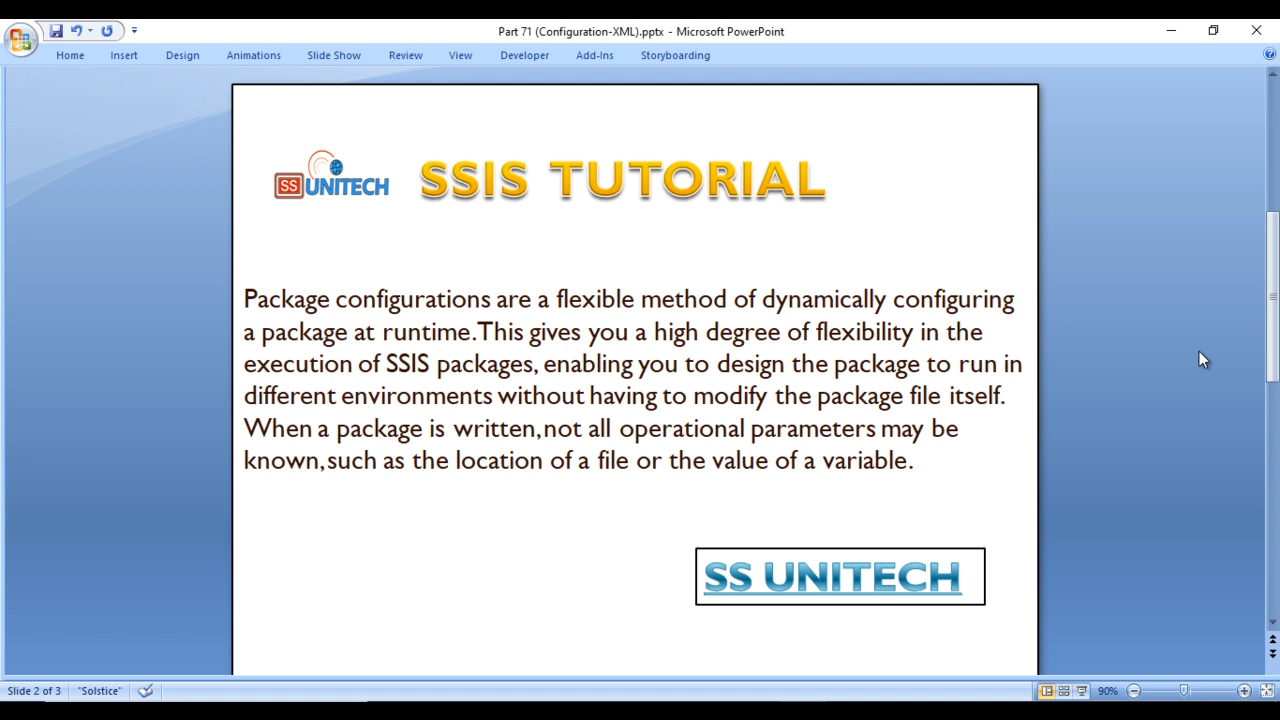 Part 71 (Configuration-XML).pptx - Microsoft PowerPoint
Home Insert Design Animations Slide Show Review View Developer Add-Ins Storyboarding
SS UNITECH
SSIS TUTORIAL
Package configurations are a flexible method of dynamically configuring
a package at runtime. This gives you a high degree of flexibility in the
execution of SSIS packages, enabling you to design the package to run in
different environments without having to modify the package file itself.
When a package is written, not all operational parameters may be
known, such as the location of a file or the value of a variable.
SS UNITECH
Slide 2 of 3 "Solstice" 90%